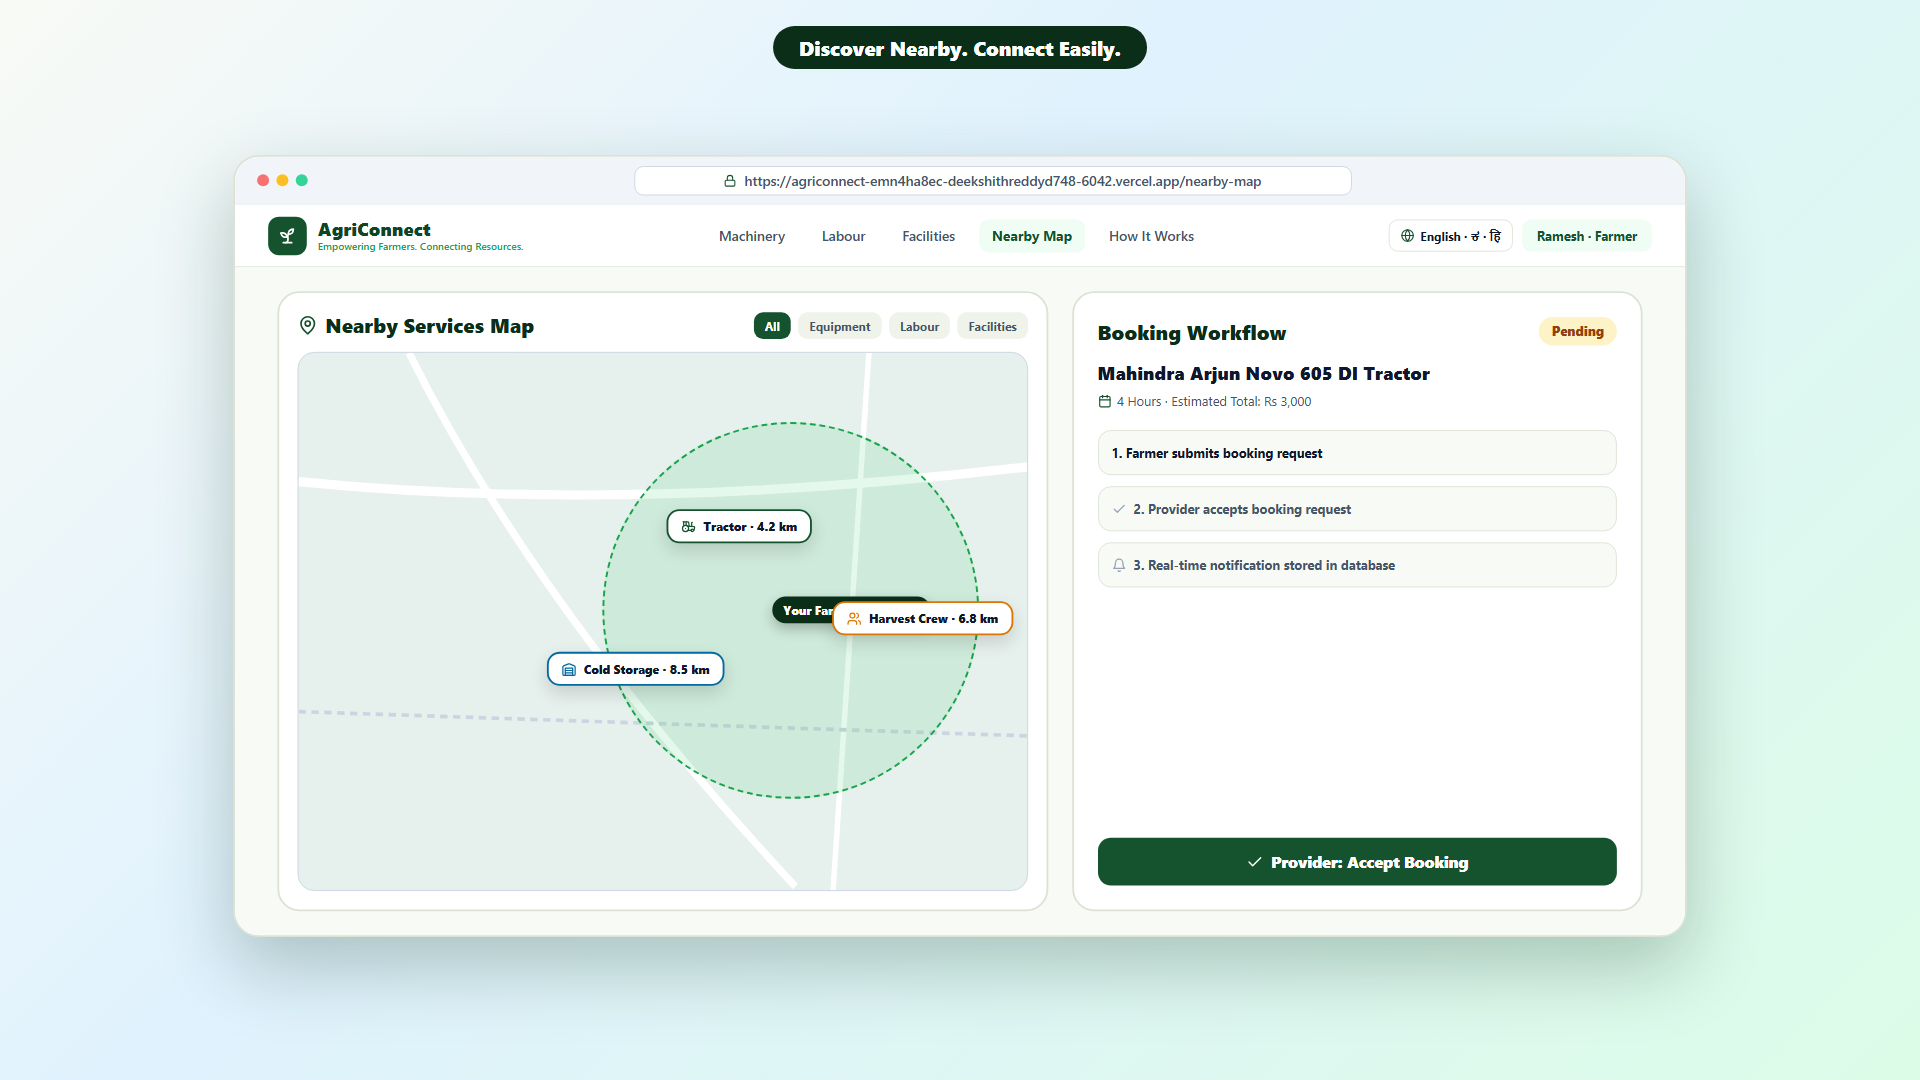 Discover Nearby. Connect Easily.
https://agriconnect-emn4ha8ec-deekshithreddyd748-6042.vercel.app/nearby-map
AgriConnect
Empowering Farmers. Connecting Resources.
Machinery
Labour
Facilities
Nearby Map
How It Works
English · ಕ · हि
Ramesh · Farmer
Nearby Services Map
All
Equipment
Labour
Facilities
Tractor · 4.2 km
Your
Harvest Crew · 6.8 km
Cold Storage · 8.5 km
Booking Workflow
Pending
Mahindra Arjun Novo 605 DI Tractor
4 Hours · Estimated Total: Rs 3,000
1. Farmer submits booking request
2. Provider accepts booking request
3. Real-time notification stored in database
Provider: Accept Booking